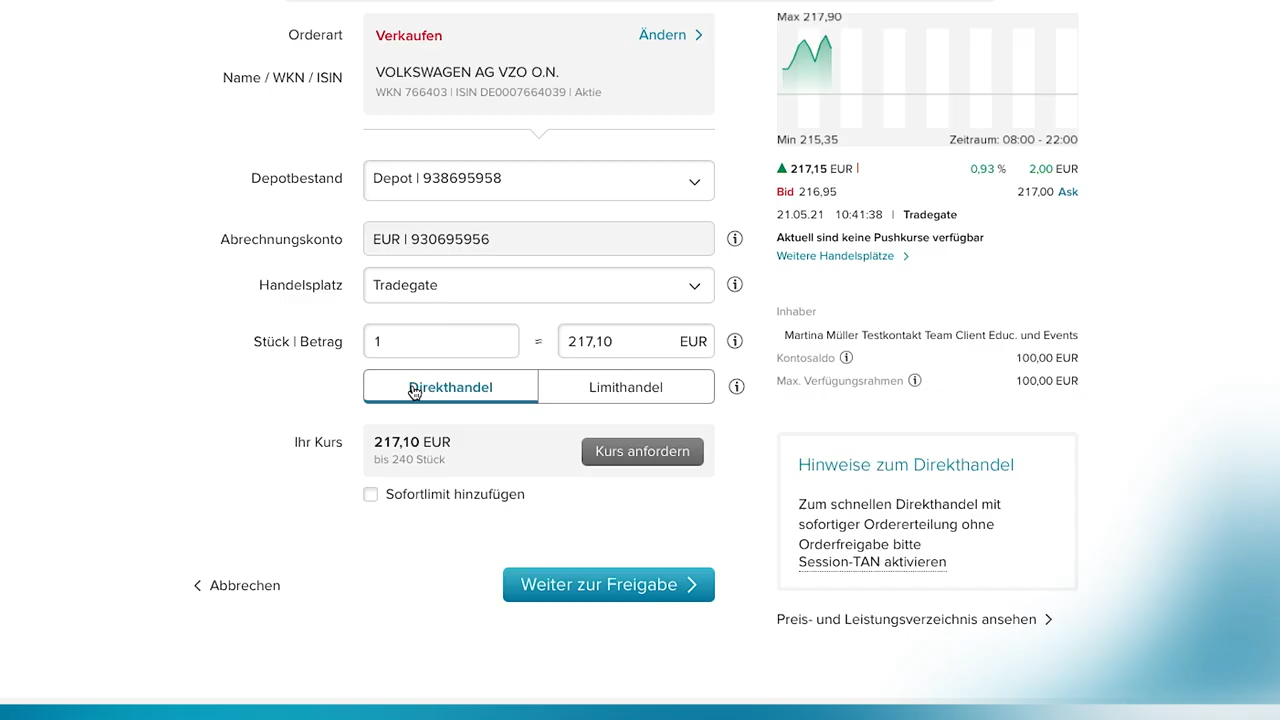 Orderart
Verkaufen
Ändern
Name / WKN / ISIN
VOLKSWAGEN AG VZO O.N.
WKN 766403 | ISIN DE0007664039 | Aktie
Depotbestand
Depot | 938695958
Abrechnungskonto
EUR | 930695956
Handelsplatz
Tradegate
Stück | Betrag
1
=
217,10 EUR
Direkthandel
Limithandel
Ihr Kurs
217,10 EUR
bis 240 Stück
Kurs anfordern
Sofortlimit hinzufügen
Abbrechen
Weiter zur Freigabe
Max 217,90
Min 215,35
Zeitraum: 08:00 - 22:00
217,15 EUR
0,93 %
2,00 EUR
Bid 216,95
217,00 Ask
21.05.21 10:41:38 | Tradegate
Aktuell sind keine Pushkurse verfügbar
Weitere Handelsplätze
Inhaber
Martina Müller Testkontakt Team Client Educ. und Events
Kontosaldo
100,00 EUR
Max. Verfügungsrahmen
100,00 EUR
Hinweise zum Direkthandel
Zum schnellen Direkthandel mit
sofortiger Ordererteilung ohne
Orderfreigabe bitte
Session-TAN aktivieren
Preis- und Leistungsverzeichnis ansehen